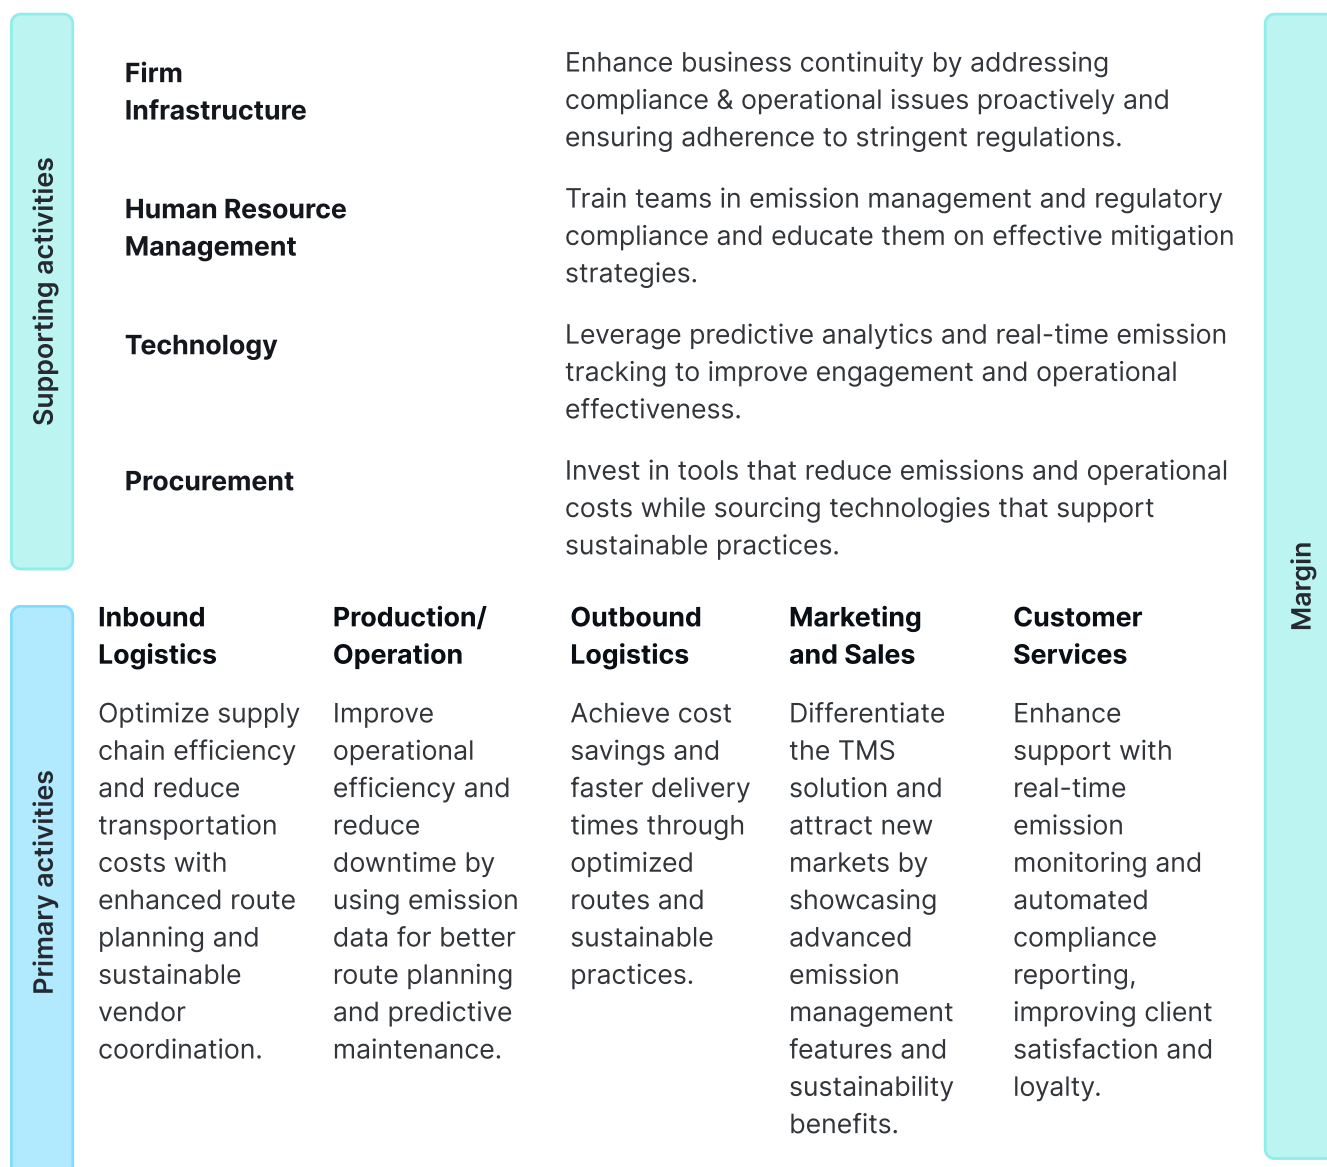 Supporting activities
Firm
Infrastructure
Enhance business continuity by addressing
compliance & operational issues proactively and
ensuring adherence to stringent regulations.
Human Resource
Management
Train teams in emission management and regulatory
compliance and educate them on effective mitigation
strategies.
Technology
Leverage predictive analytics and real-time emission
tracking to improve engagement and operational
effectiveness.
Procurement
Invest in tools that reduce emissions and operational
costs while sourcing technologies that support
sustainable practices.
Primary activities
Inbound
Logistics
Optimize supply
chain efficiency
and reduce
transportation
costs with
enhanced route
planning and
sustainable
vendor
coordination.
Production/
Operation
Improve
operational
efficiency and
reduce
downtime by
using emission
data for better
route planning
and predictive
maintenance.
Outbound
Logistics
Achieve cost
savings and
faster delivery
times through
optimized
routes and
sustainable
practices.
Marketing
and Sales
Differentiate
the TMS
solution and
attract new
markets by
showcasing
advanced
emission
management
features and
sustainability
benefits.
Customer
Services
Enhance
support with
real-time
emission
monitoring and
automated
compliance
reporting,
improving client
satisfaction and
loyalty.
Margin